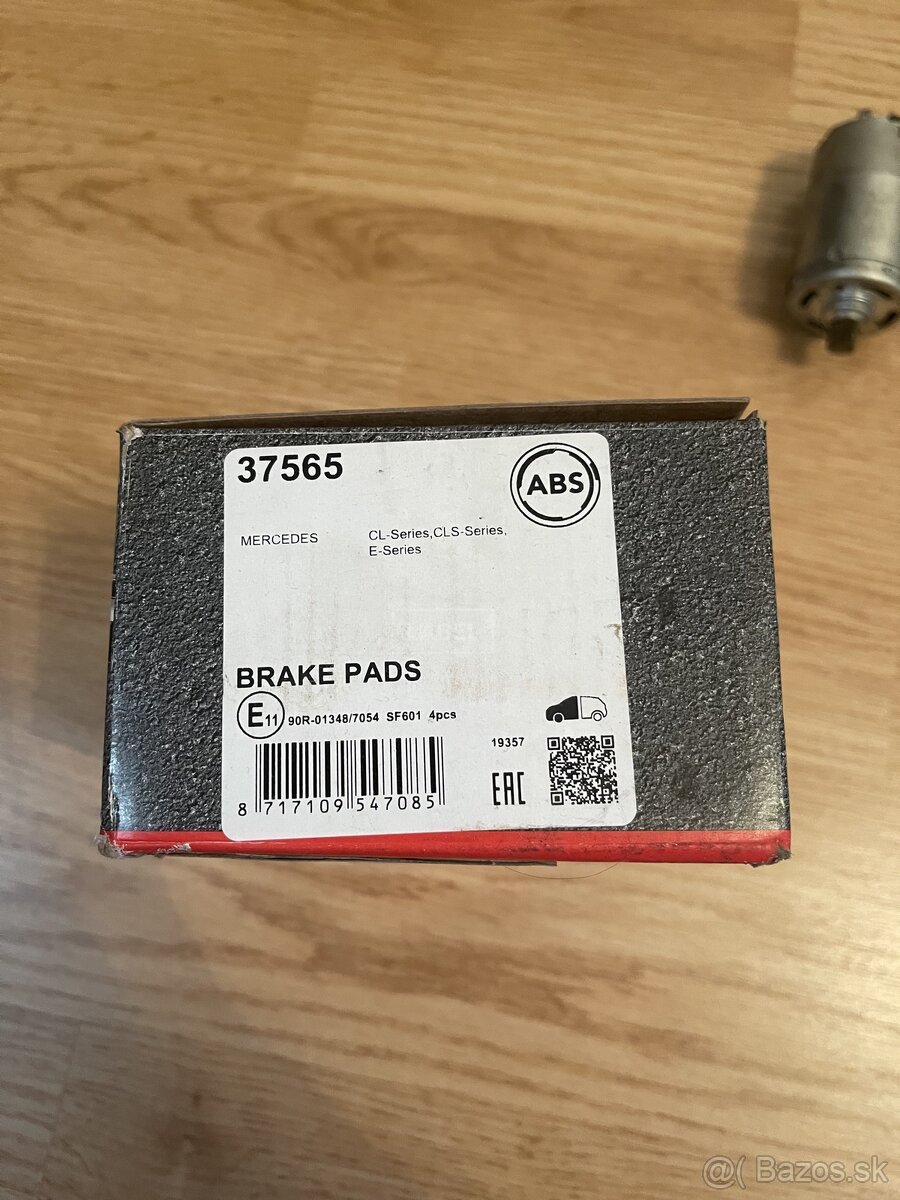 37565
ABS
MERCEDES CL-Series,CLS-Series,
E-Series
BRAKE PADS
E11 90R-01348/7054 SF601 4pcs
19357
EAC
8 717109 547085
@( Bazos.sk